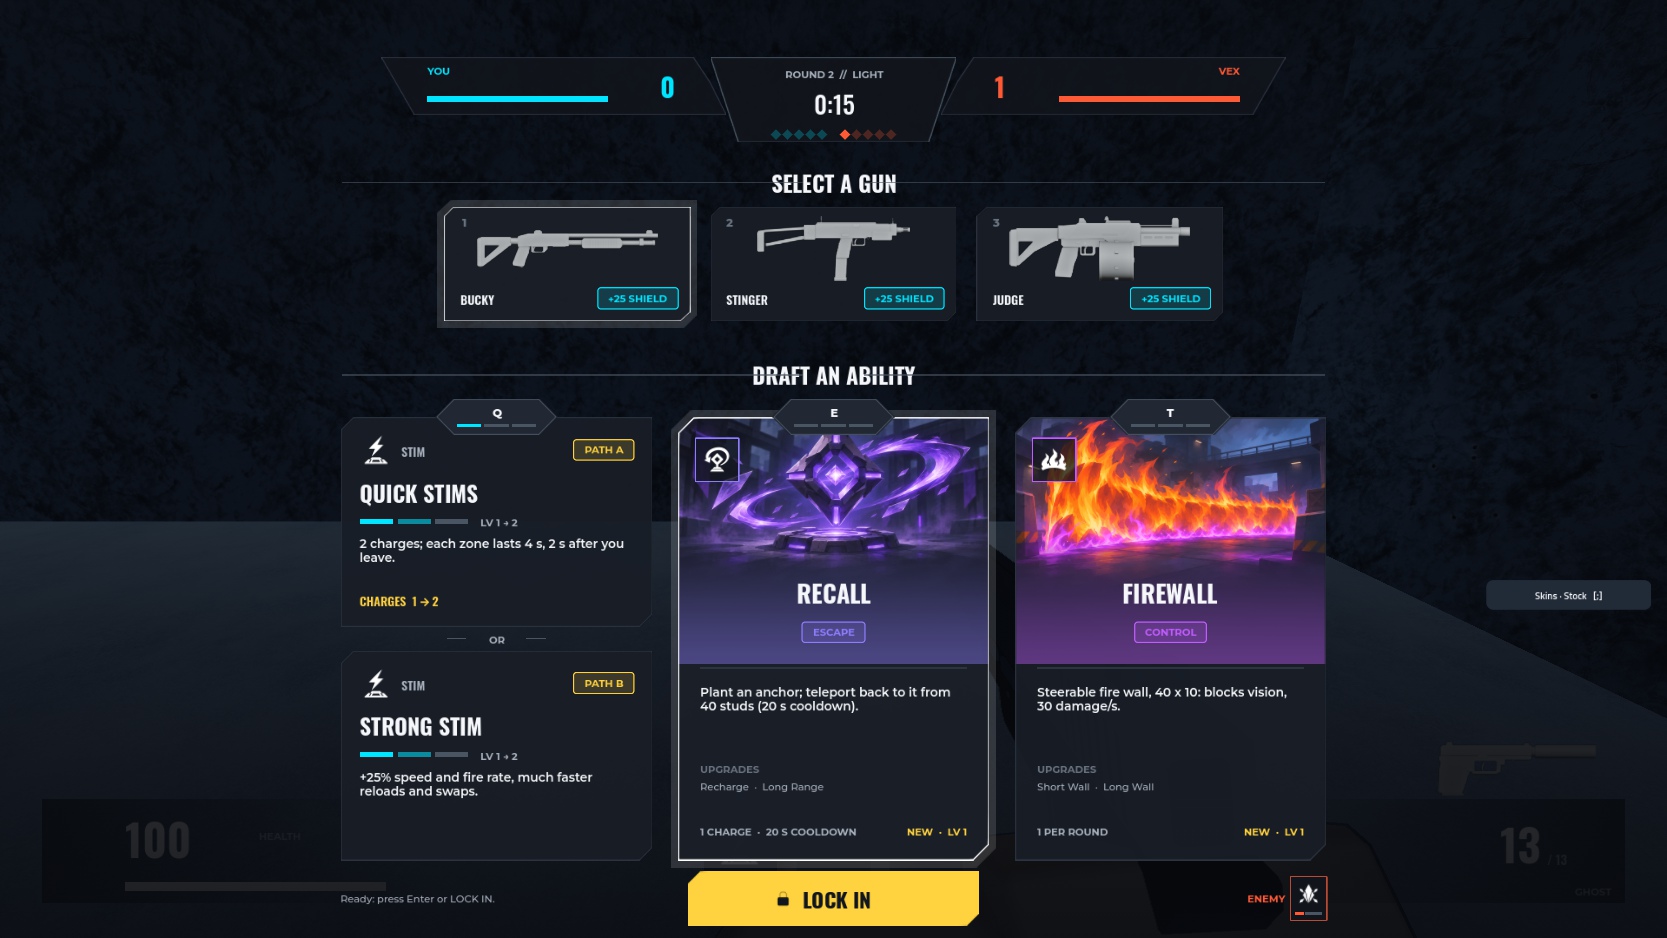 YOU
0
ROUND 2 // LIGHT
0:15
1
VEX
SELECT A GUN
1
BUCKY
+25 SHIELD
2
STINGER
+25 SHIELD
3
JUDGE
+25 SHIELD
DRAFT AN ABILITY
Q
STIM
PATH A
QUICK STIMS
LV 1 → 2
2 charges; each zone lasts 4 s, 2 s after you
leave.
CHARGES 1 → 2
OR
STIM
PATH B
STRONG STIM
LV 1 → 2
+25% speed and fire rate, much faster
reloads and swaps.
E
RECALL
ESCAPE
Plant an anchor; teleport back to it from
40 studs (20 s cooldown).
UPGRADES
Recharge · Long Range
1 CHARGE · 20 S COOLDOWN
NEW · LV 1
T
FIREWALL
CONTROL
Steerable fire wall, 40 x 10: blocks vision,
30 damage/s.
UPGRADES
Short Wall · Long Wall
1 PER ROUND
NEW · LV 1
Skins · Stock [;]
100
HEALTH
13
/ 13
GHOST
Ready: press Enter or LOCK IN.
LOCK IN
ENEMY